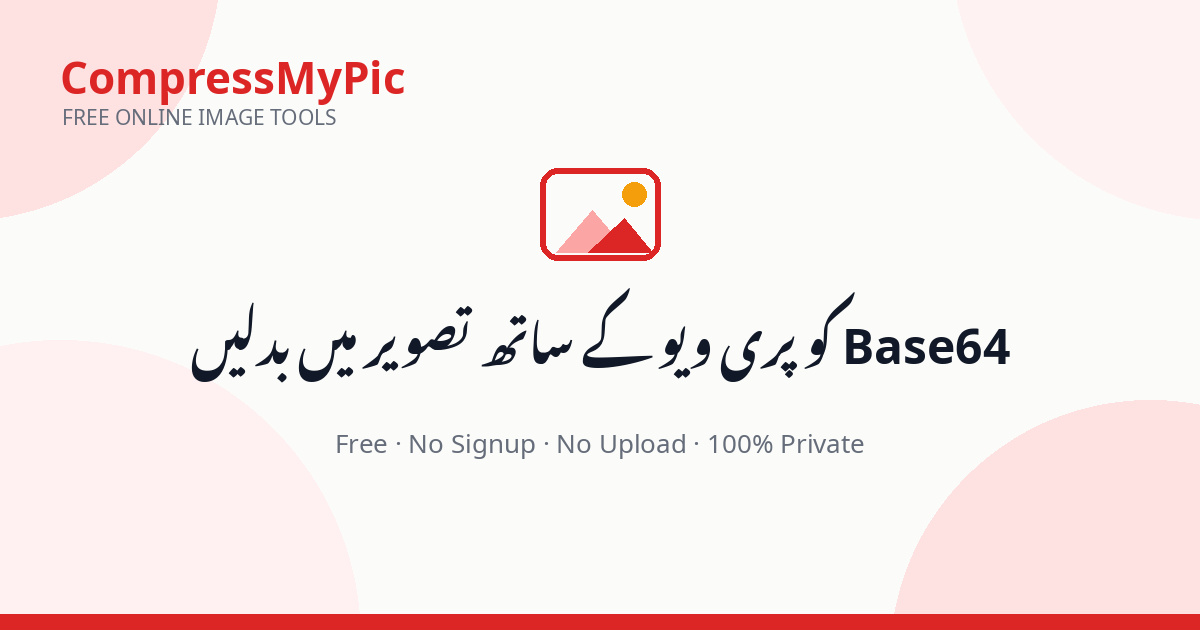 CompressMyPic
FREE ONLINE IMAGE TOOLS
Base64 کو پری ویو کے ساتھ تصویر میں بدلیں
Free · No Signup · No Upload · 100% Private